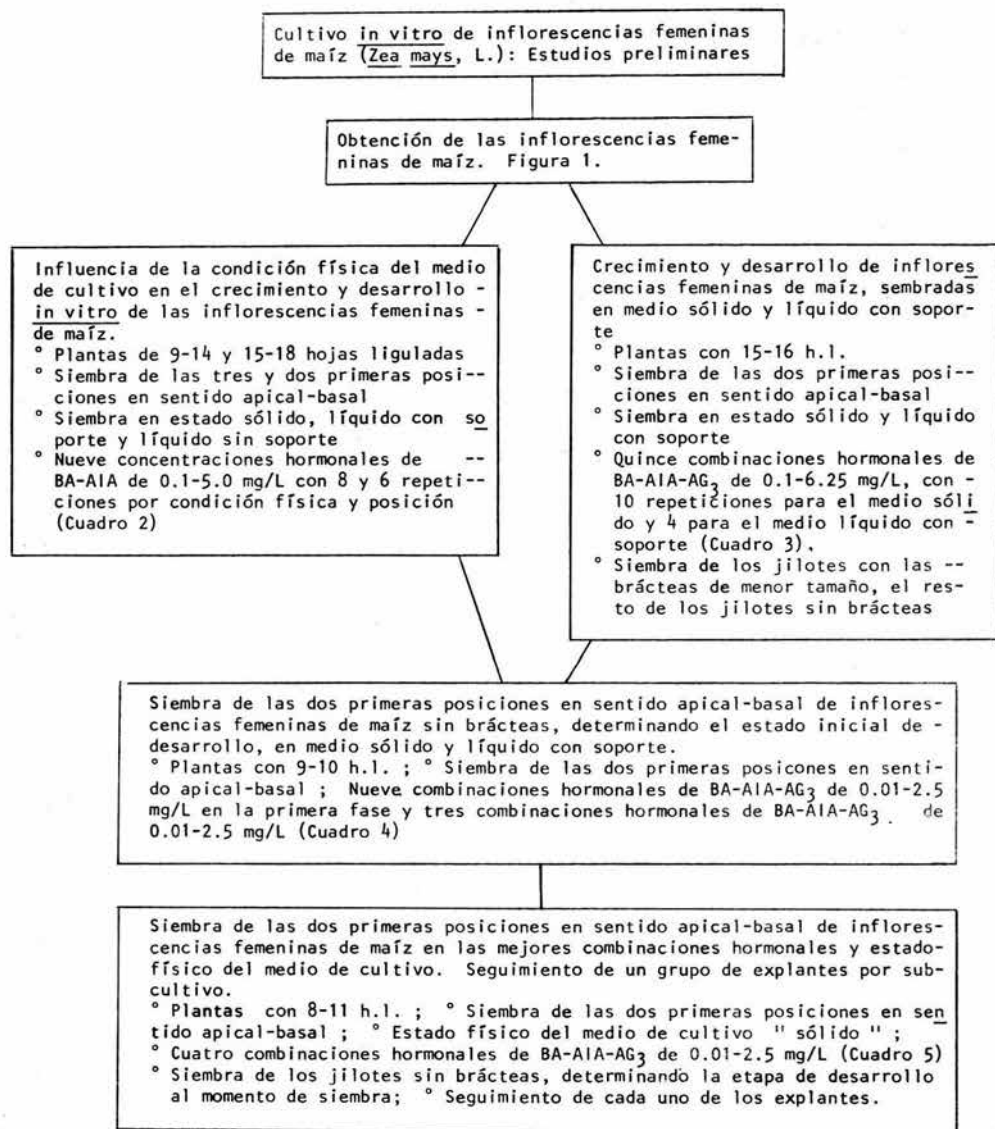 Cultivo in vitro de inflorescencias femeninas
de maíz (Zea mays, L.): Estudios preliminares
Obtención de las inflorescencias feme-
ninas de maíz. Figura 1.
Influencia de la condición física del medio
de cultivo en el crecimiento y desarrollo -
in vitro de las inflorescencias femeninas -
de maíz.
° Plantas de 9-14 y 15-18 hojas liguladas
° Siembra de las tres y dos primeras posi--
ciones en sentido apical-basal
° Siembra en estado sólido, líquido con so
porte y líquido sin soporte
° Nueve concentraciones hormonales de --
BA-AIA de 0.1-5.0 mg/L con 8 y 6 repeti--
ciones por condición física y posición
(Cuadro 2)
Crecimiento y desarrollo de inflores
cencias femeninas de maíz, sembradas
en medio sólido y líquido con sopor-
te
° Plantas con 15-16 h.l.
° Siembra de las dos primeras posi--
ciones en sentido apical-basal
° Siembra en estado sólido y líquido
con soporte
° Quince combinaciones hormonales de
BA-AIA-AG3 de 0.1-6.25 mg/L, con -
10 repeticiones para el medio sóli
do y 4 para el medio líquido con -
soporte (Cuadro 3).
° Siembra de los jilotes con las --
brácteas de menor tamaño, el res-
to de los jilotes sin brácteas
Siembra de las dos primeras posiciones en sentido apical-basal de inflores-
cencias femeninas de maíz sin brácteas, determinando el estado inicial de -
desarrollo, en medio sólido y líquido con soporte.
° Plantas con 9-10 h.l. ; ° Siembra de las dos primeras posicones en senti-
do apical-basal ; Nueve combinaciones hormonales de BA-AIA-AG3 de 0.01-2.5
mg/L en la primera fase y tres combinaciones hormonales de BA-AIA-AG3 . de
0.01-2.5 mg/L (Cuadro 4)
Siembra de las dos primeras posiciones en sentido apical-basal de inflores-
cencias femeninas de maíz en las mejores combinaciones hormonales y estado-
físico del medio de cultivo. Seguimiento de un grupo de explantes por sub-
cultivo.
° Plantas con 8-11 h.l. ; ° Siembra de las dos primeras posiciones en sen
tido apical-basal ; ° Estado físico del medio de cultivo " sólido " ;
° Cuatro combinaciones hormonales de BA-AIA-AG3 de 0.01-2.5 mg/L (Cuadro 5)
° Siembra de los jilotes sin brácteas, determinando la etapa de desarrollo
al momento de siembra; ° Seguimiento de cada uno de los explantes.